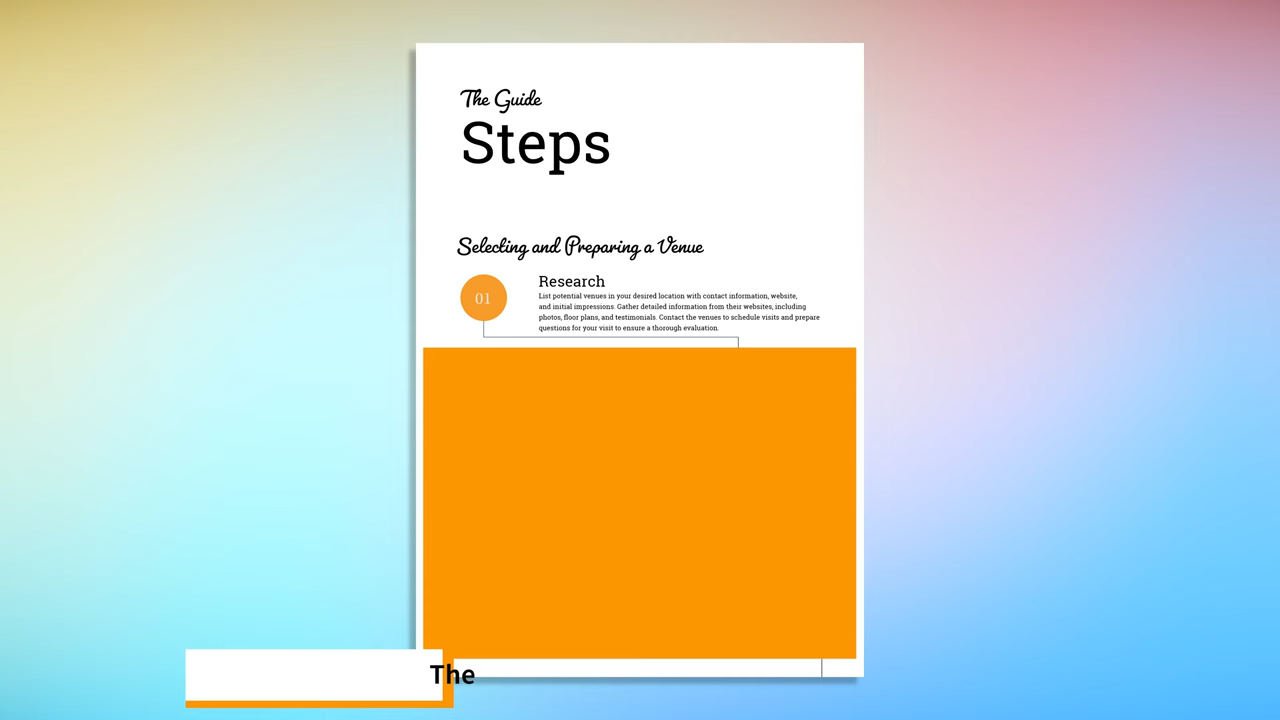 The Guide
Steps
Selecting and Preparing a Venue
01
Research
List potential venues in your desired location with contact information, website,
and initial impressions. Gather detailed information from their websites, including
photos, floor plans, and testimonials. Contact the venues to schedule visits and prepare
questions for your visit to ensure a thorough evaluation.
The